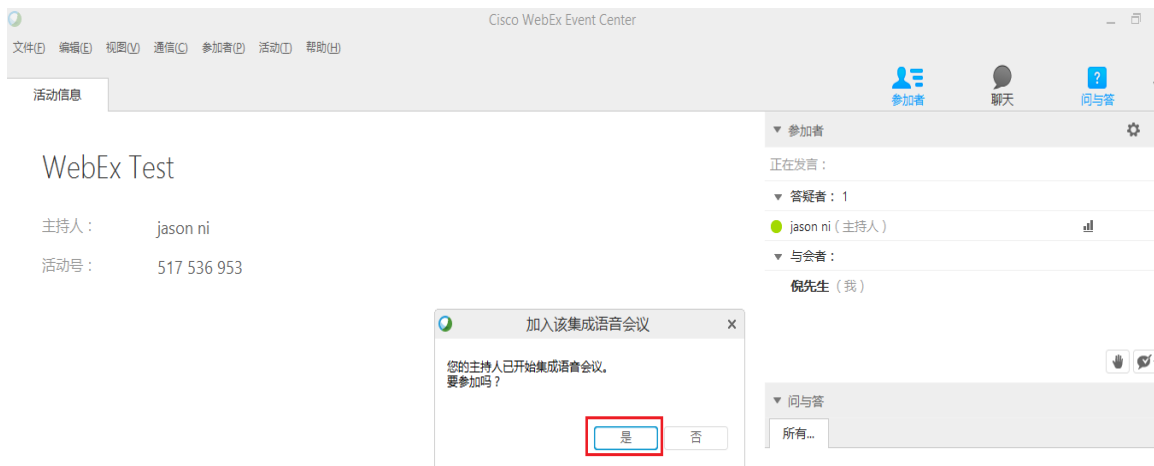 Cisco WebEx Event Center
文件(F) 编辑(E) 视图(V) 通信(C) 参加者(P) 活动(T) 帮助(H)
活动信息
参加者
聊天
?
问与答
WebEx Test
主持人：
jason ni
活动号：
517 536 953
参加者
正在发言：
答疑者：1
jason ni（主持人）
与会者：
倪先生（我）
加入该集成语音会议
您的主持人已开始集成语音会议。
要参加吗？
是
否
问与答
所有...